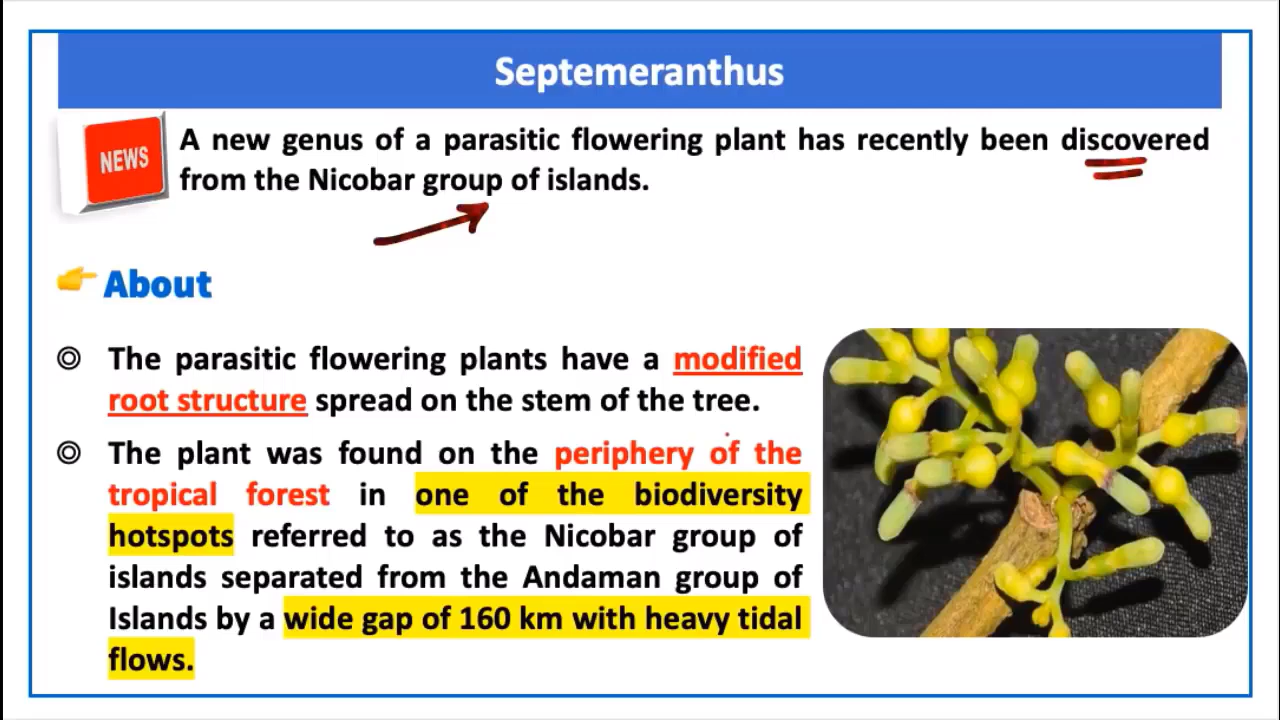 Septemeranthus
NEWS
A new genus of a parasitic flowering plant has recently been discovered
from the Nicobar group of islands.
About
The parasitic flowering plants have a modified
root structure spread on the stem of the tree.
The plant was found on the periphery of the
tropical forest in one of the biodiversity
hotspots referred to as the Nicobar group of
islands separated from the Andaman group of
Islands by a wide gap of 160 km with heavy tidal
flows.